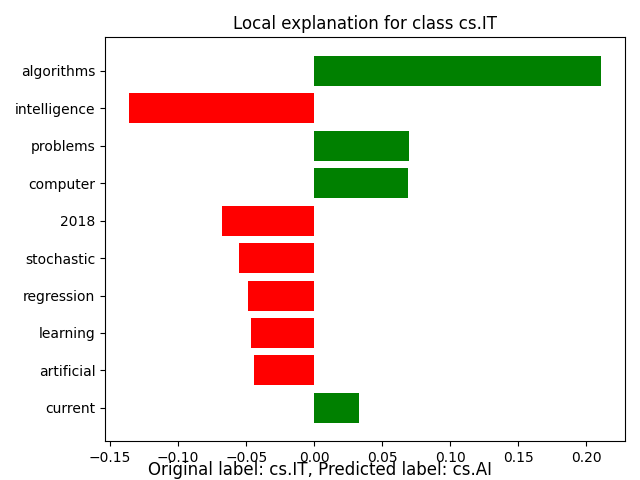 Local explanation for class cs.IT
algorithms
intelligence
problems
computer
2018
stochastic
regression
learning
artificial
current
−0.15 −0.10 −0.05 0.00 0.05 0.10 0.15 0.20
Original label: cs.IT, Predicted label: cs.AI